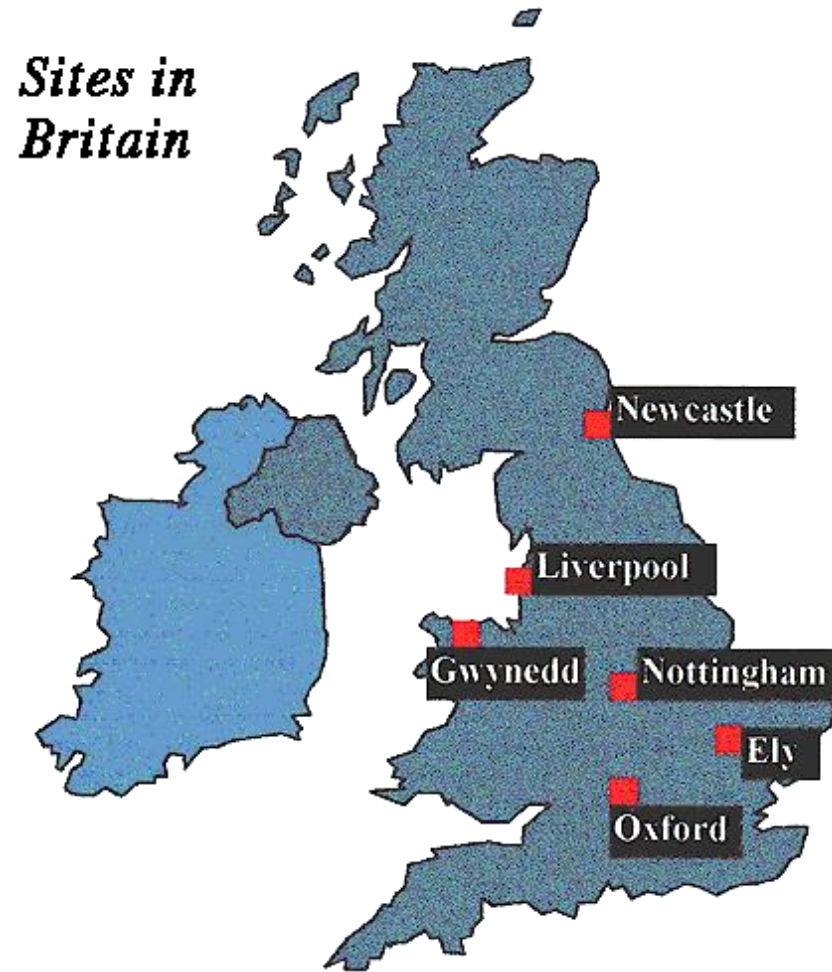 Sites in
Britain
Newcastle
Liverpool
Gwynedd
Nottingham
Ely
Oxford